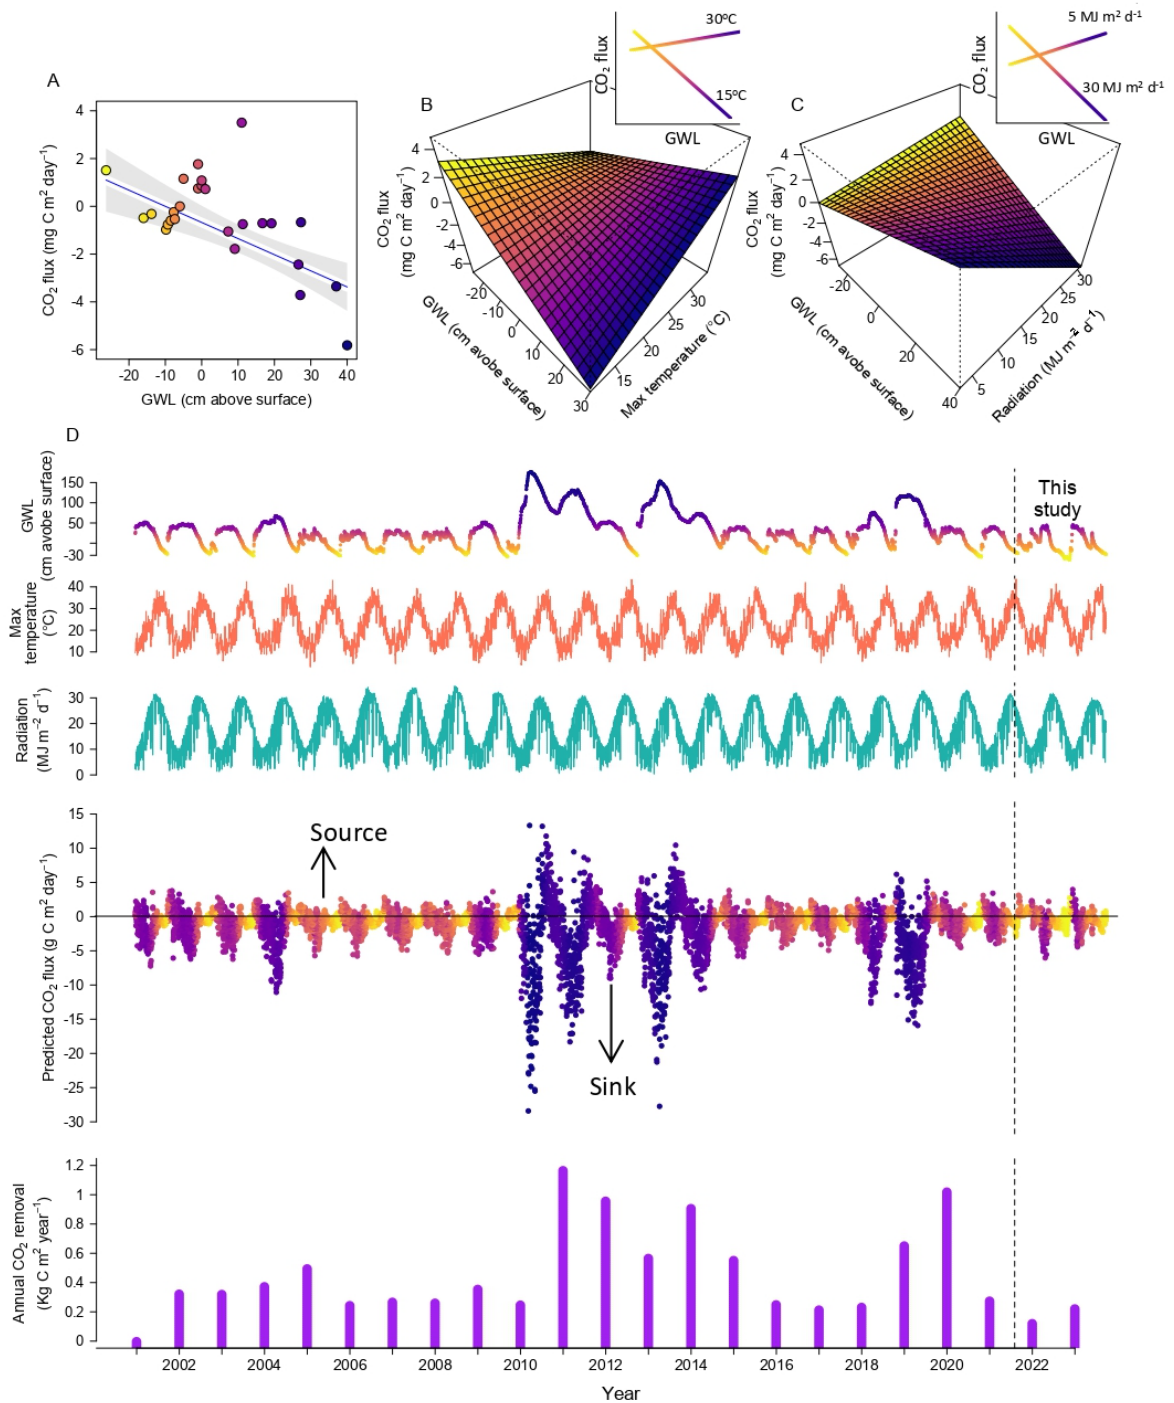 A
CO2 flux (mg C m² day⁻¹)
4
2
0
-2
-4
-6
-20
-10
0
10
20
30
40
GWL (cm above surface)
B
CO2 flux
(mg C m² day⁻¹)
4
2
0
-2
-4
-6
-20
-10
0
10
20
30
GWL (cm avobe surface)
15
20
25
30
Max temperature (°C)
CO2 flux
30ºC
15ºC
GWL
C
CO2 flux
(mg C m² day⁻¹)
4
2
0
-2
-4
-6
-20
0
20
40
GWL (cm avobe surface)
5
10
15
20
25
30
Radiation (MJ m⁻² d⁻¹)
CO2 flux
5 MJ m² d⁻¹
30 MJ m² d⁻¹
GWL
D
GWL
(cm avobe surface)
150
100
50
-30
This
study
Max
temperature
(°C)
40
30
20
10
Radiation
(MJ m⁻² d⁻¹)
30
20
10
0
Predicted CO2 flux (g C m² day⁻¹)
15
10
5
0
-5
-10
-15
-20
-25
-30
Source
Sink
Annual CO2 removal
(Kg C m² year⁻¹)
1.2
1
0.8
0.6
0.4
0.2
0
2002
2004
2006
2008
2010
2012
2014
2016
2018
2020
2022
Year